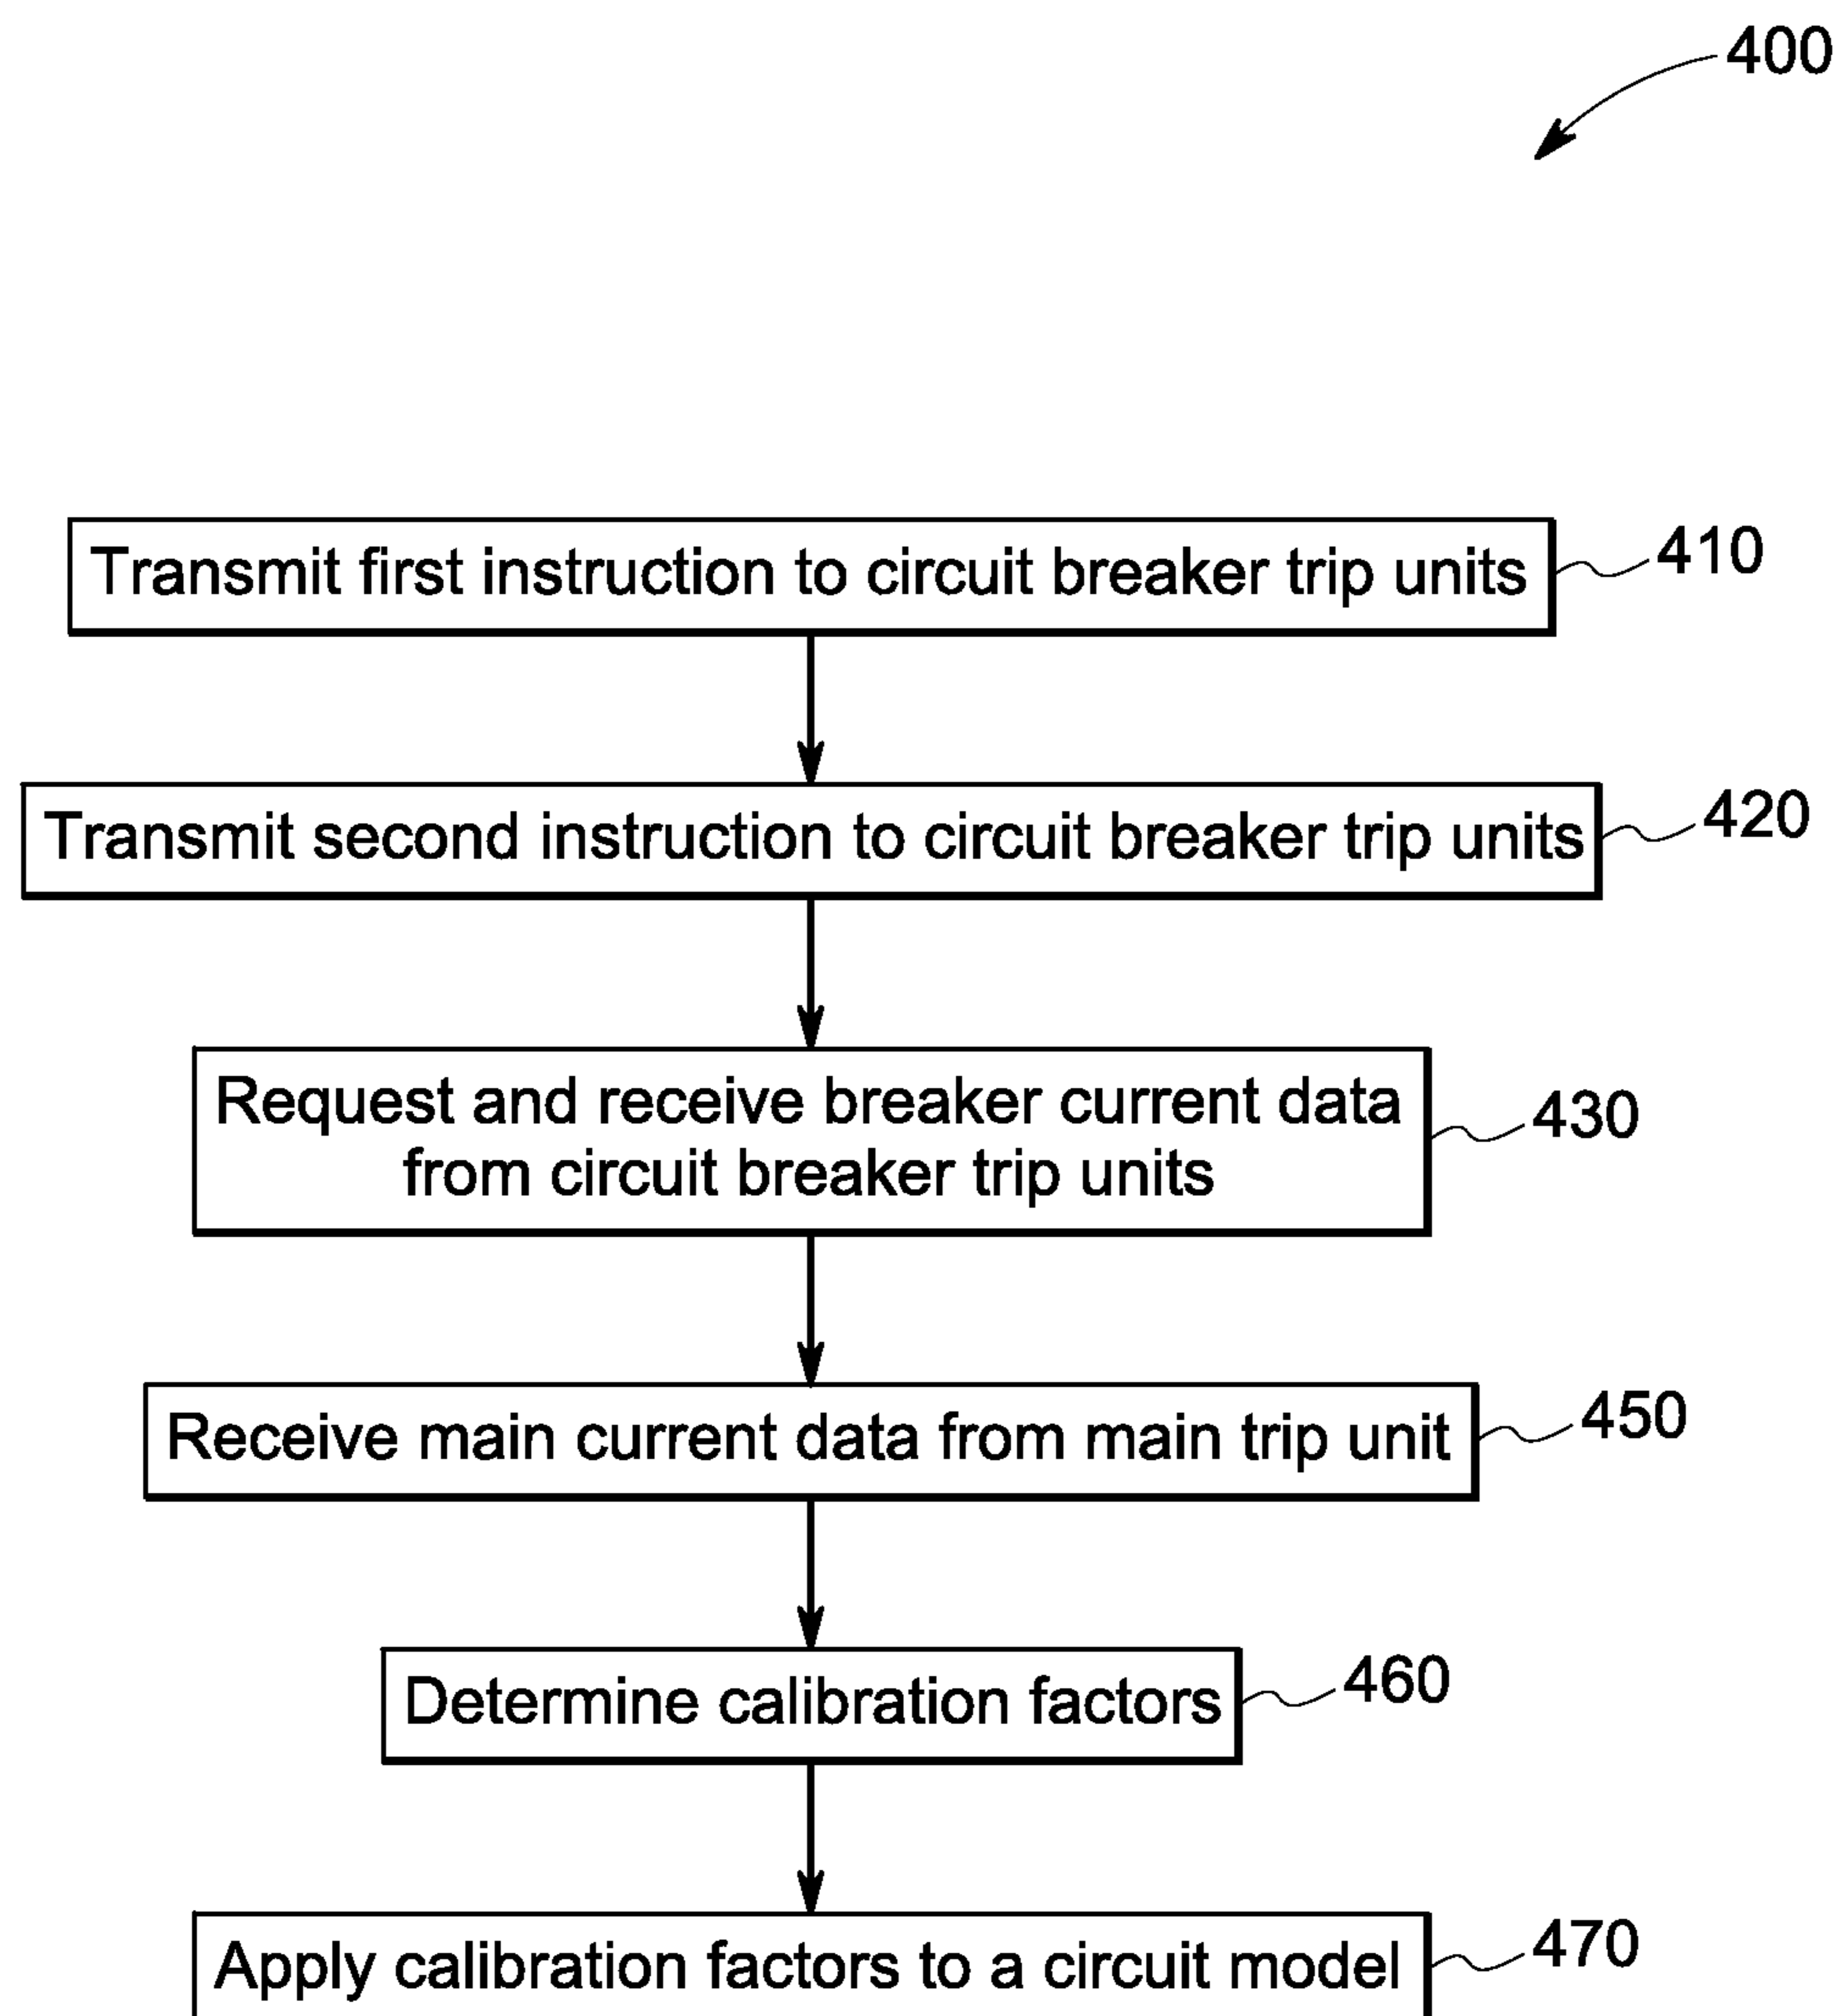 400
Transmit first instruction to circuit breaker trip units
410
Transmit second instruction to circuit breaker trip units
420
Request and receive breaker current data
from circuit breaker trip units
430
Receive main current data from main trip unit
450
Determine calibration factors
460
Apply calibration factors to a circuit model
470